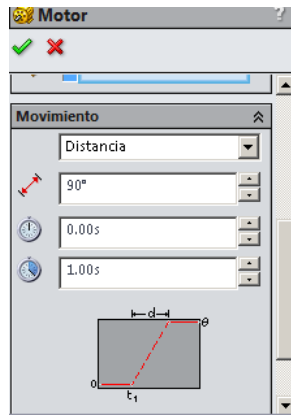 Motor
?
Movimiento
Distancia
90°
0.00s
1.00s
d
θ
0
t₁